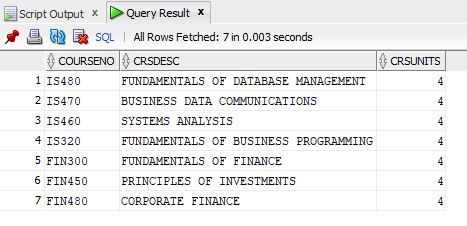 Script Output x Query Result x
SQL | All Rows Fetched: 7 in 0.003 seconds
COURSENO CRSDESC CRSUNITS
1 IS480 FUNDAMENTALS OF DATABASE MANAGEMENT 4
2 IS470 BUSINESS DATA COMMUNICATIONS 4
3 IS460 SYSTEMS ANALYSIS 4
4 IS320 FUNDAMENTALS OF BUSINESS PROGRAMMING 4
5 FIN300 FUNDAMENTALS OF FINANCE 4
6 FIN450 PRINCIPLES OF INVESTMENTS 4
7 FIN480 CORPORATE FINANCE 4